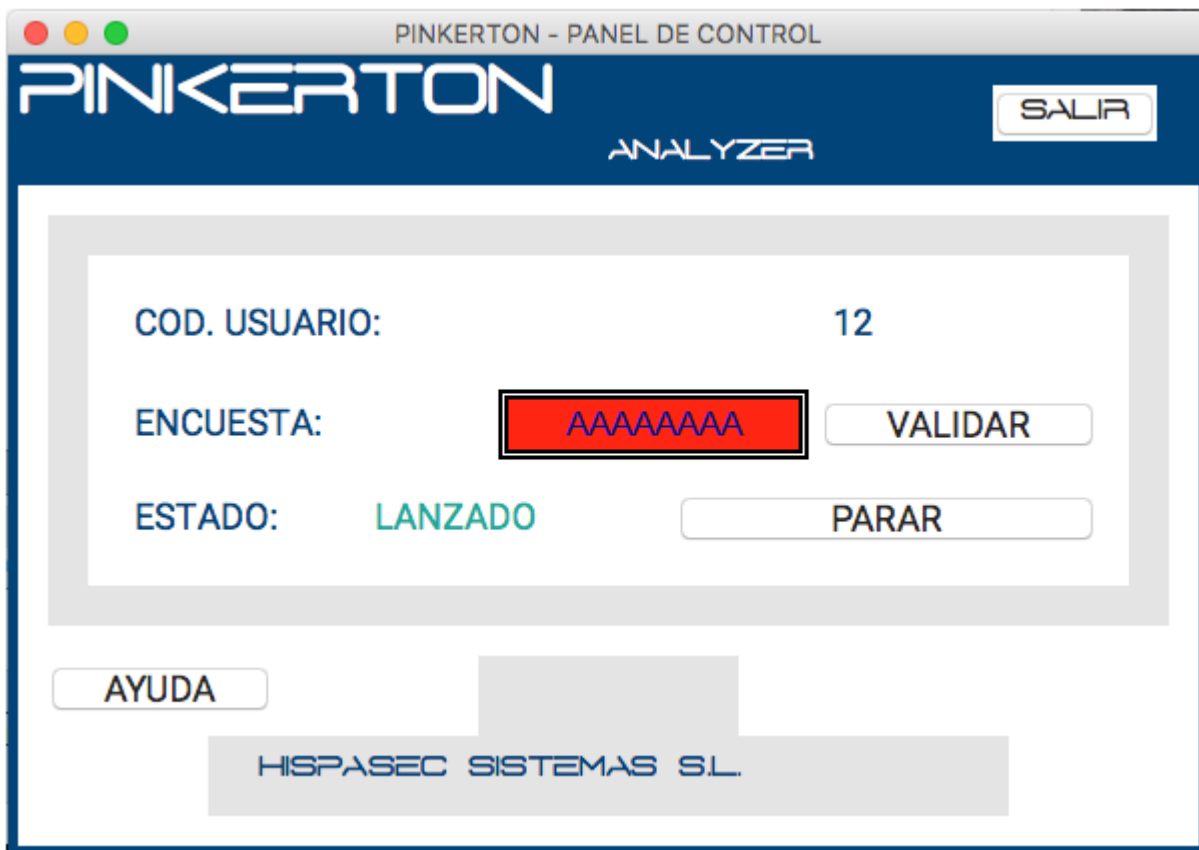 PINKERTON - PANEL DE CONTROL
PINKERTON
ANALYZER
SALIR
COD. USUARIO: 12
ENCUESTA: AAAAAAAA VALIDAR
ESTADO: LANZADO PARAR
AYUDA
HISPASEC SISTEMAS S.L.